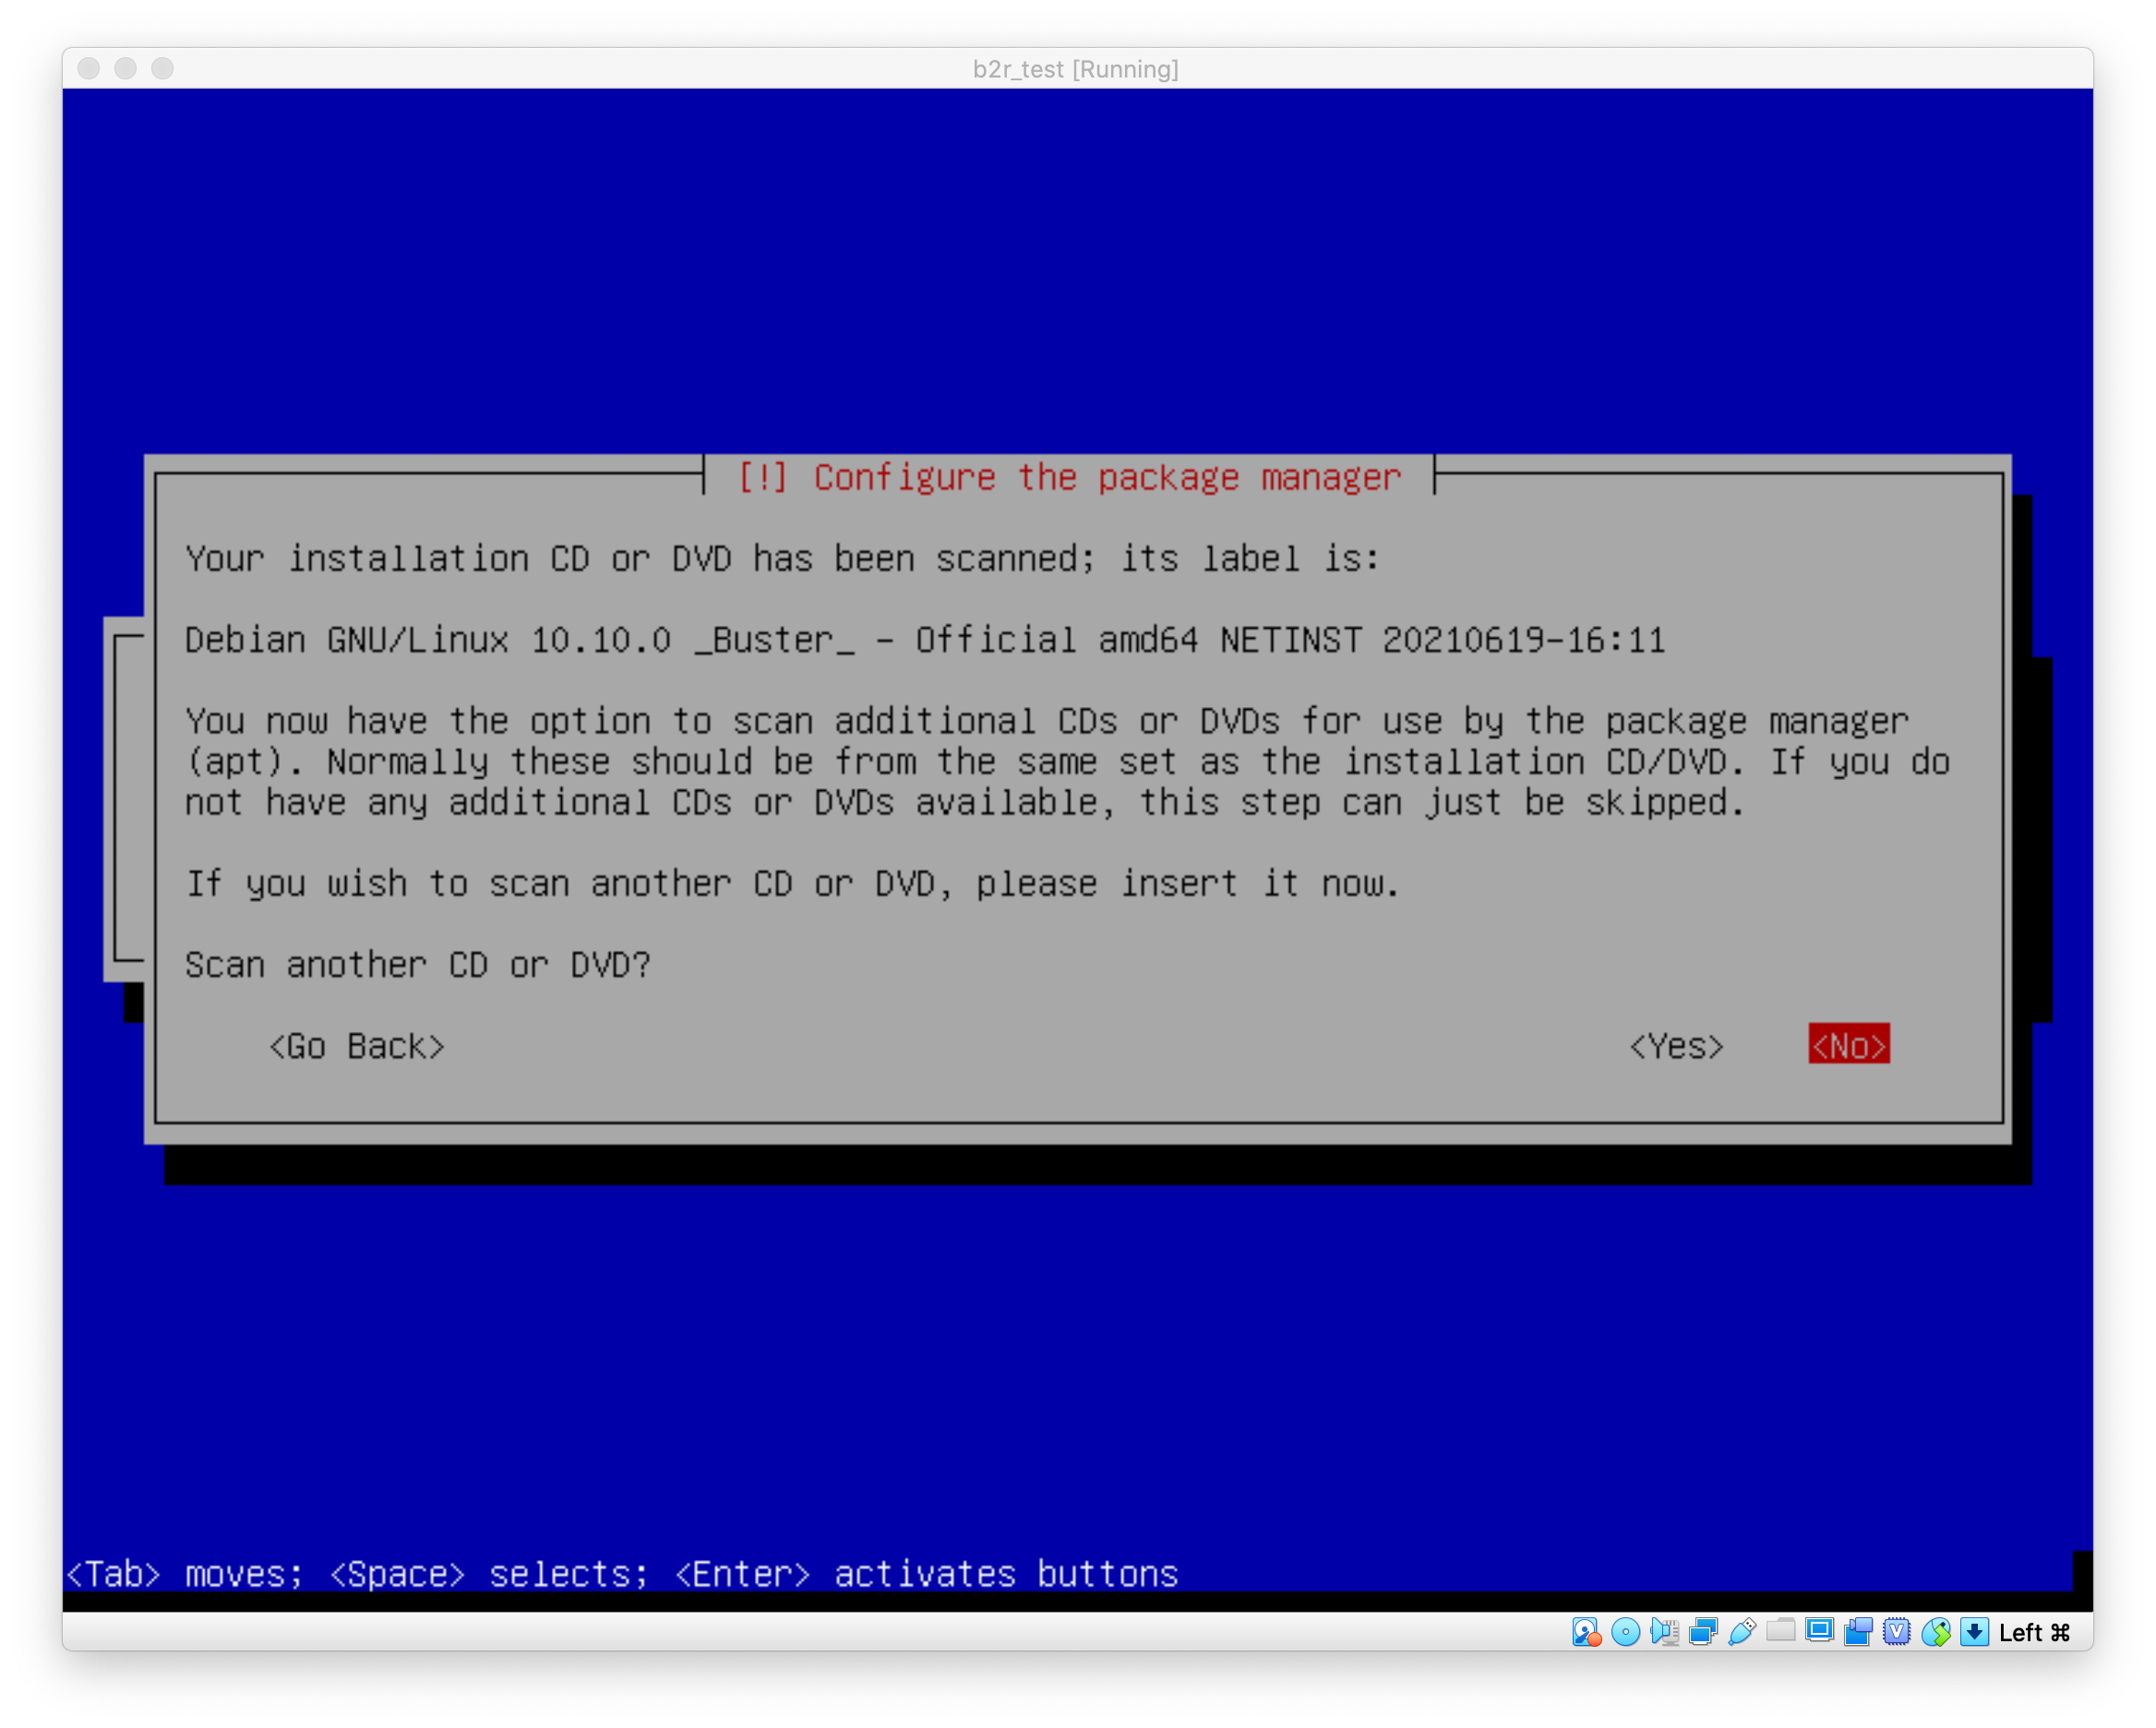 b2r_test [Running]
[!] Configure the package manager
Your installation CD or DVD has been scanned; its label is:
Debian GNU/Linux 10.10.0 _Buster_ - Official amd64 NETINST 20210619-16:11
You now have the option to scan additional CDs or DVDs for use by the package manager
(apt). Normally these should be from the same set as the installation CD/DVD. If you do
not have any additional CDs or DVDs available, this step can just be skipped.
If you wish to scan another CD or DVD, please insert it now.
Scan another CD or DVD?
<Go Back> <Yes> <No>
<Tab> moves; <Space> selects; <Enter> activates buttons
V Left ⌘